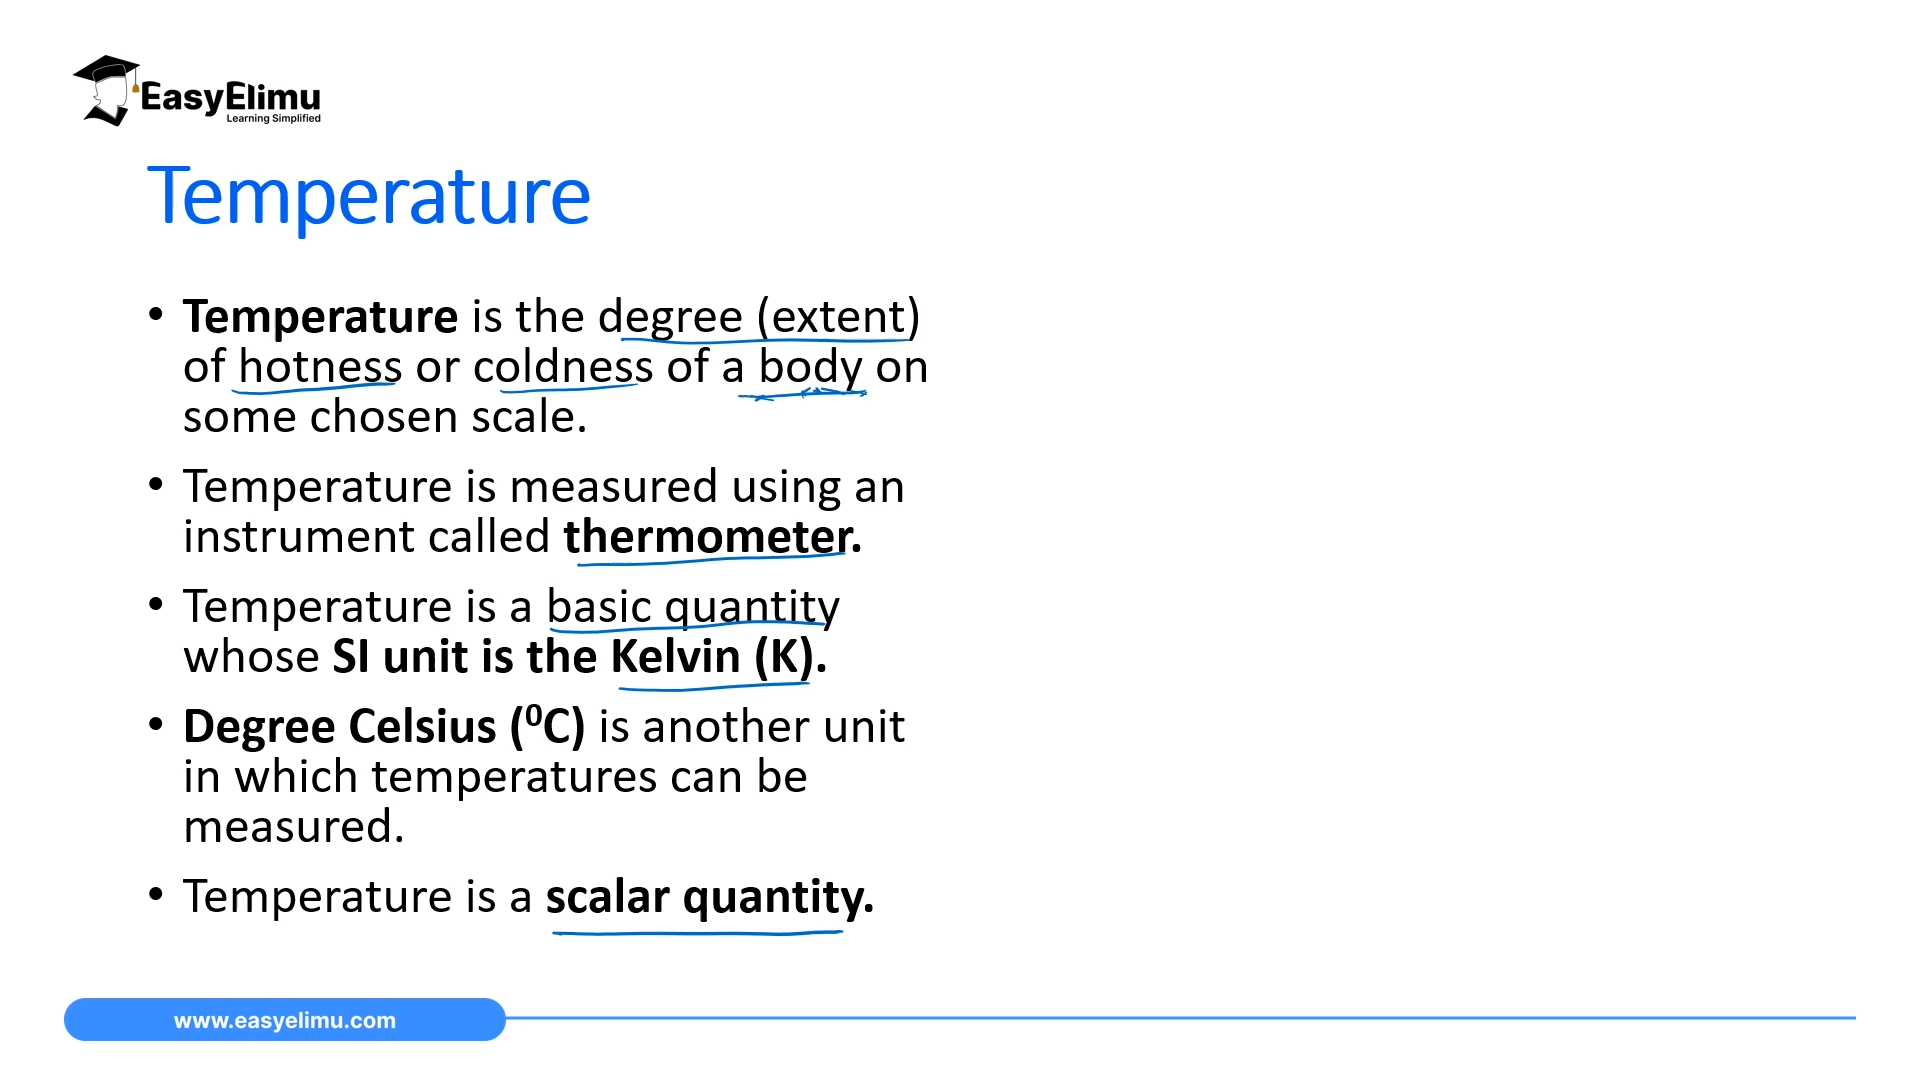 EasyElimu
Learning Simplified
Temperature
• Temperature is the degree (extent)
of hotness or coldness of a body on
some chosen scale.
• Temperature is measured using an
instrument called thermometer.
• Temperature is a basic quantity
whose SI unit is the Kelvin (K).
• Degree Celsius (⁰C) is another unit
in which temperatures can be
measured.
• Temperature is a scalar quantity.
www.easyelimu.com